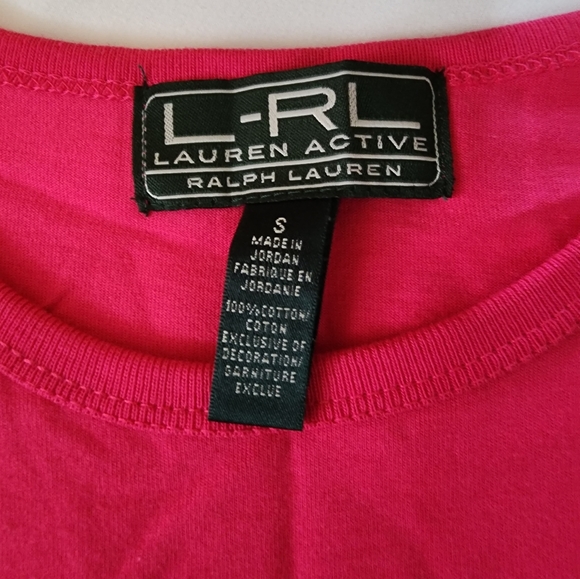 L-RL
LAUREN ACTIVE
RALPH LAUREN
S
MADE IN
JORDAN
FABRIQUE EN
JORDANIE
100% COTTON/
COTON
EXCLUSIVE OF
DECORATION/
GARNITURE
EXCLUE